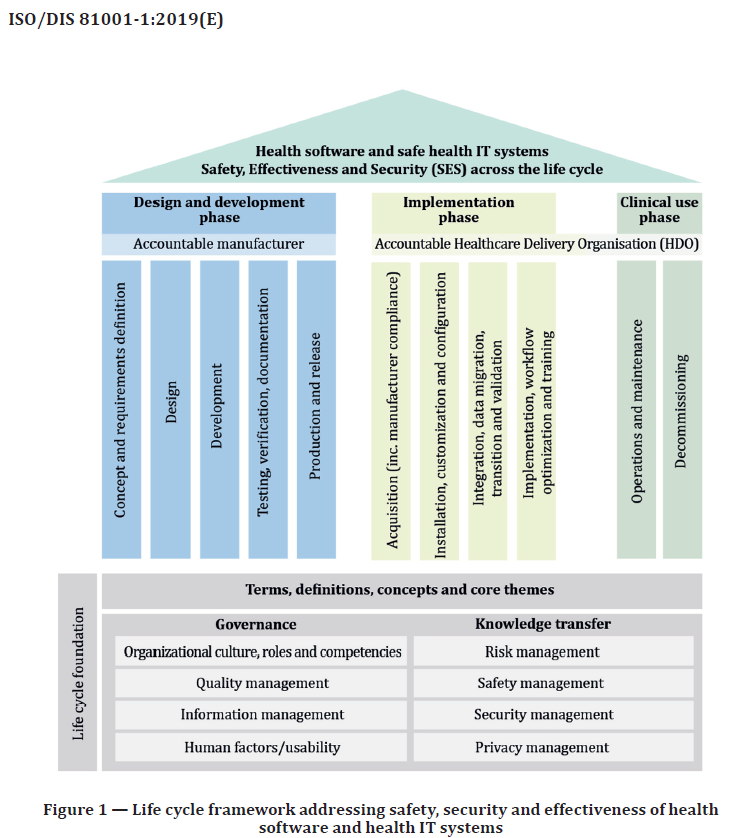 ISO/DIS 81001-1:2019(E)
Health software and safe health IT systems
Safety, Effectiveness and Security (SES) across the life cycle
Design and development
phase
Accountable manufacturer
Concept and requirements definition
Design
Development
Testing, verification, documentation
Production and release
Implementation
phase
Clinical use
phase
Accountable Healthcare Delivery Organisation (HDO)
Acquisition (inc. manufacturer compliance)
Installation, customization and configuration
Integration, data migration,
transition and validation
Implementation, workflow
optimization and training
Operations and maintenance
Decommissioning
Life cycle foundation
Terms, definitions, concepts and core themes
Governance
Organizational culture, roles and competencies
Quality management
Information management
Human factors/usability
Knowledge transfer
Risk management
Safety management
Security management
Privacy management
Figure 1 — Life cycle framework addressing safety, security and effectiveness of health
software and health IT systems